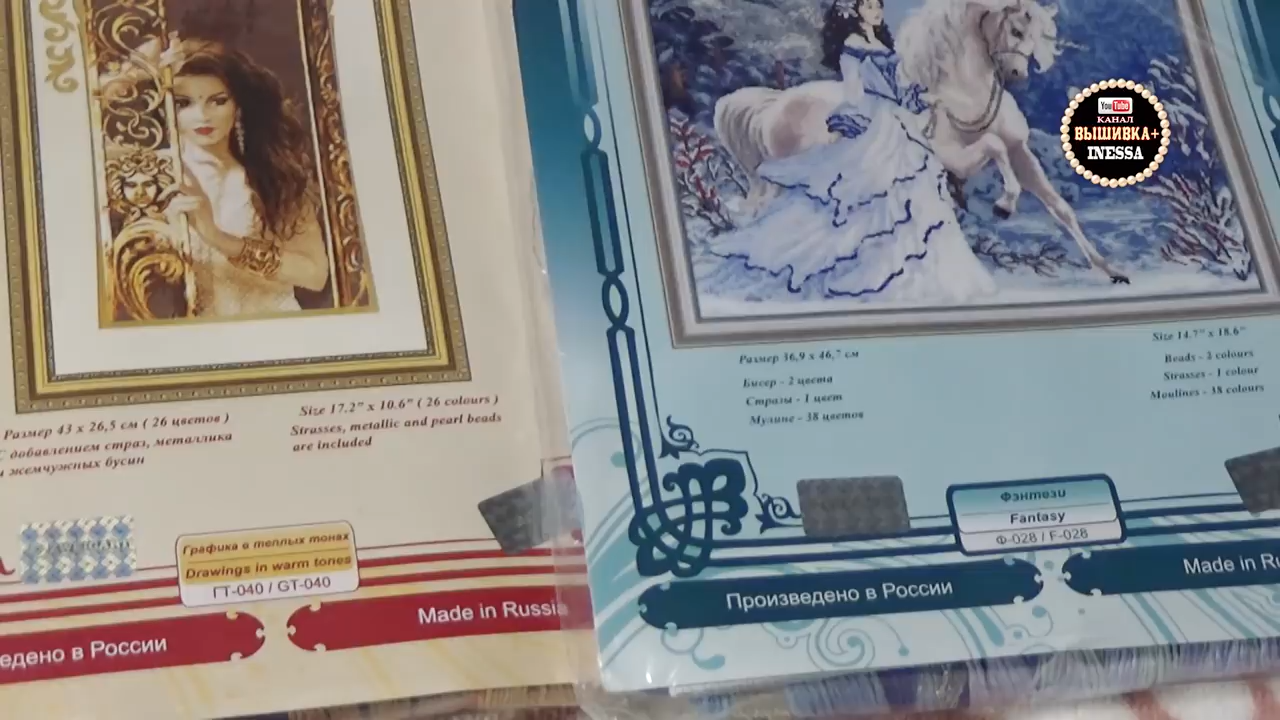 Размер 43 х 26,5 см ( 26 цветов )
С добавлением страз, металлика
и жемчужных бусин
Size 17.2" x 10.6" ( 26 colours )
Strasses, metallic and pearl beads
are included
Графика в теплых тонах
Drawings in warm tones
ГТ-040 / GT-040
едено в России
Made in Russia
You Tube
КАНАЛ
ВЫШИВКА+
INESSA
Размер 36,9 х 46,7 см
Бисер - 2 цвета
Стразы - 1 цвет
Мулине - 38 цветов
Size 14.7" x 18.6"
Beads - 2 colours
Strasses - 1 colour
Moulines - 38 colours
Фэнтези
Fantasy
Ф-028 / F-028
Произведено в России
Made in Ru